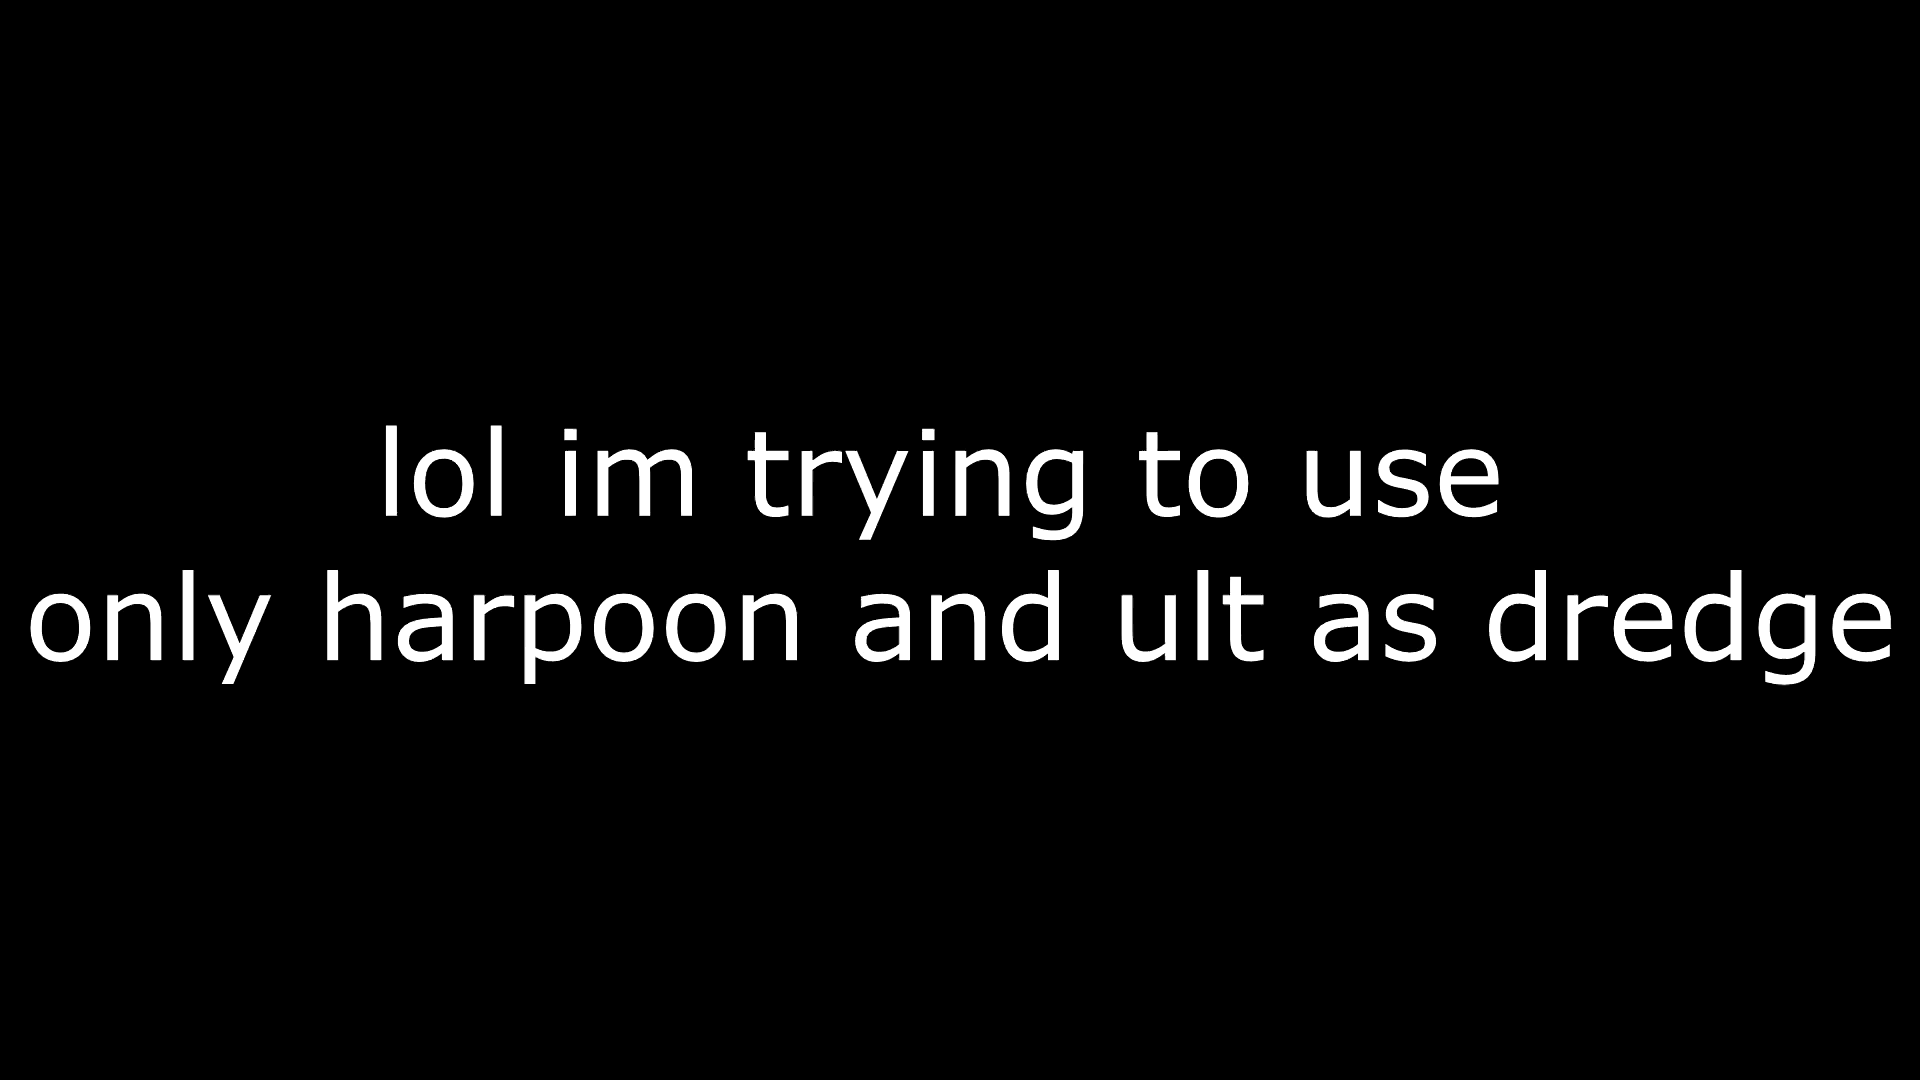 lol im trying to use
only harpoon and ult as dredge